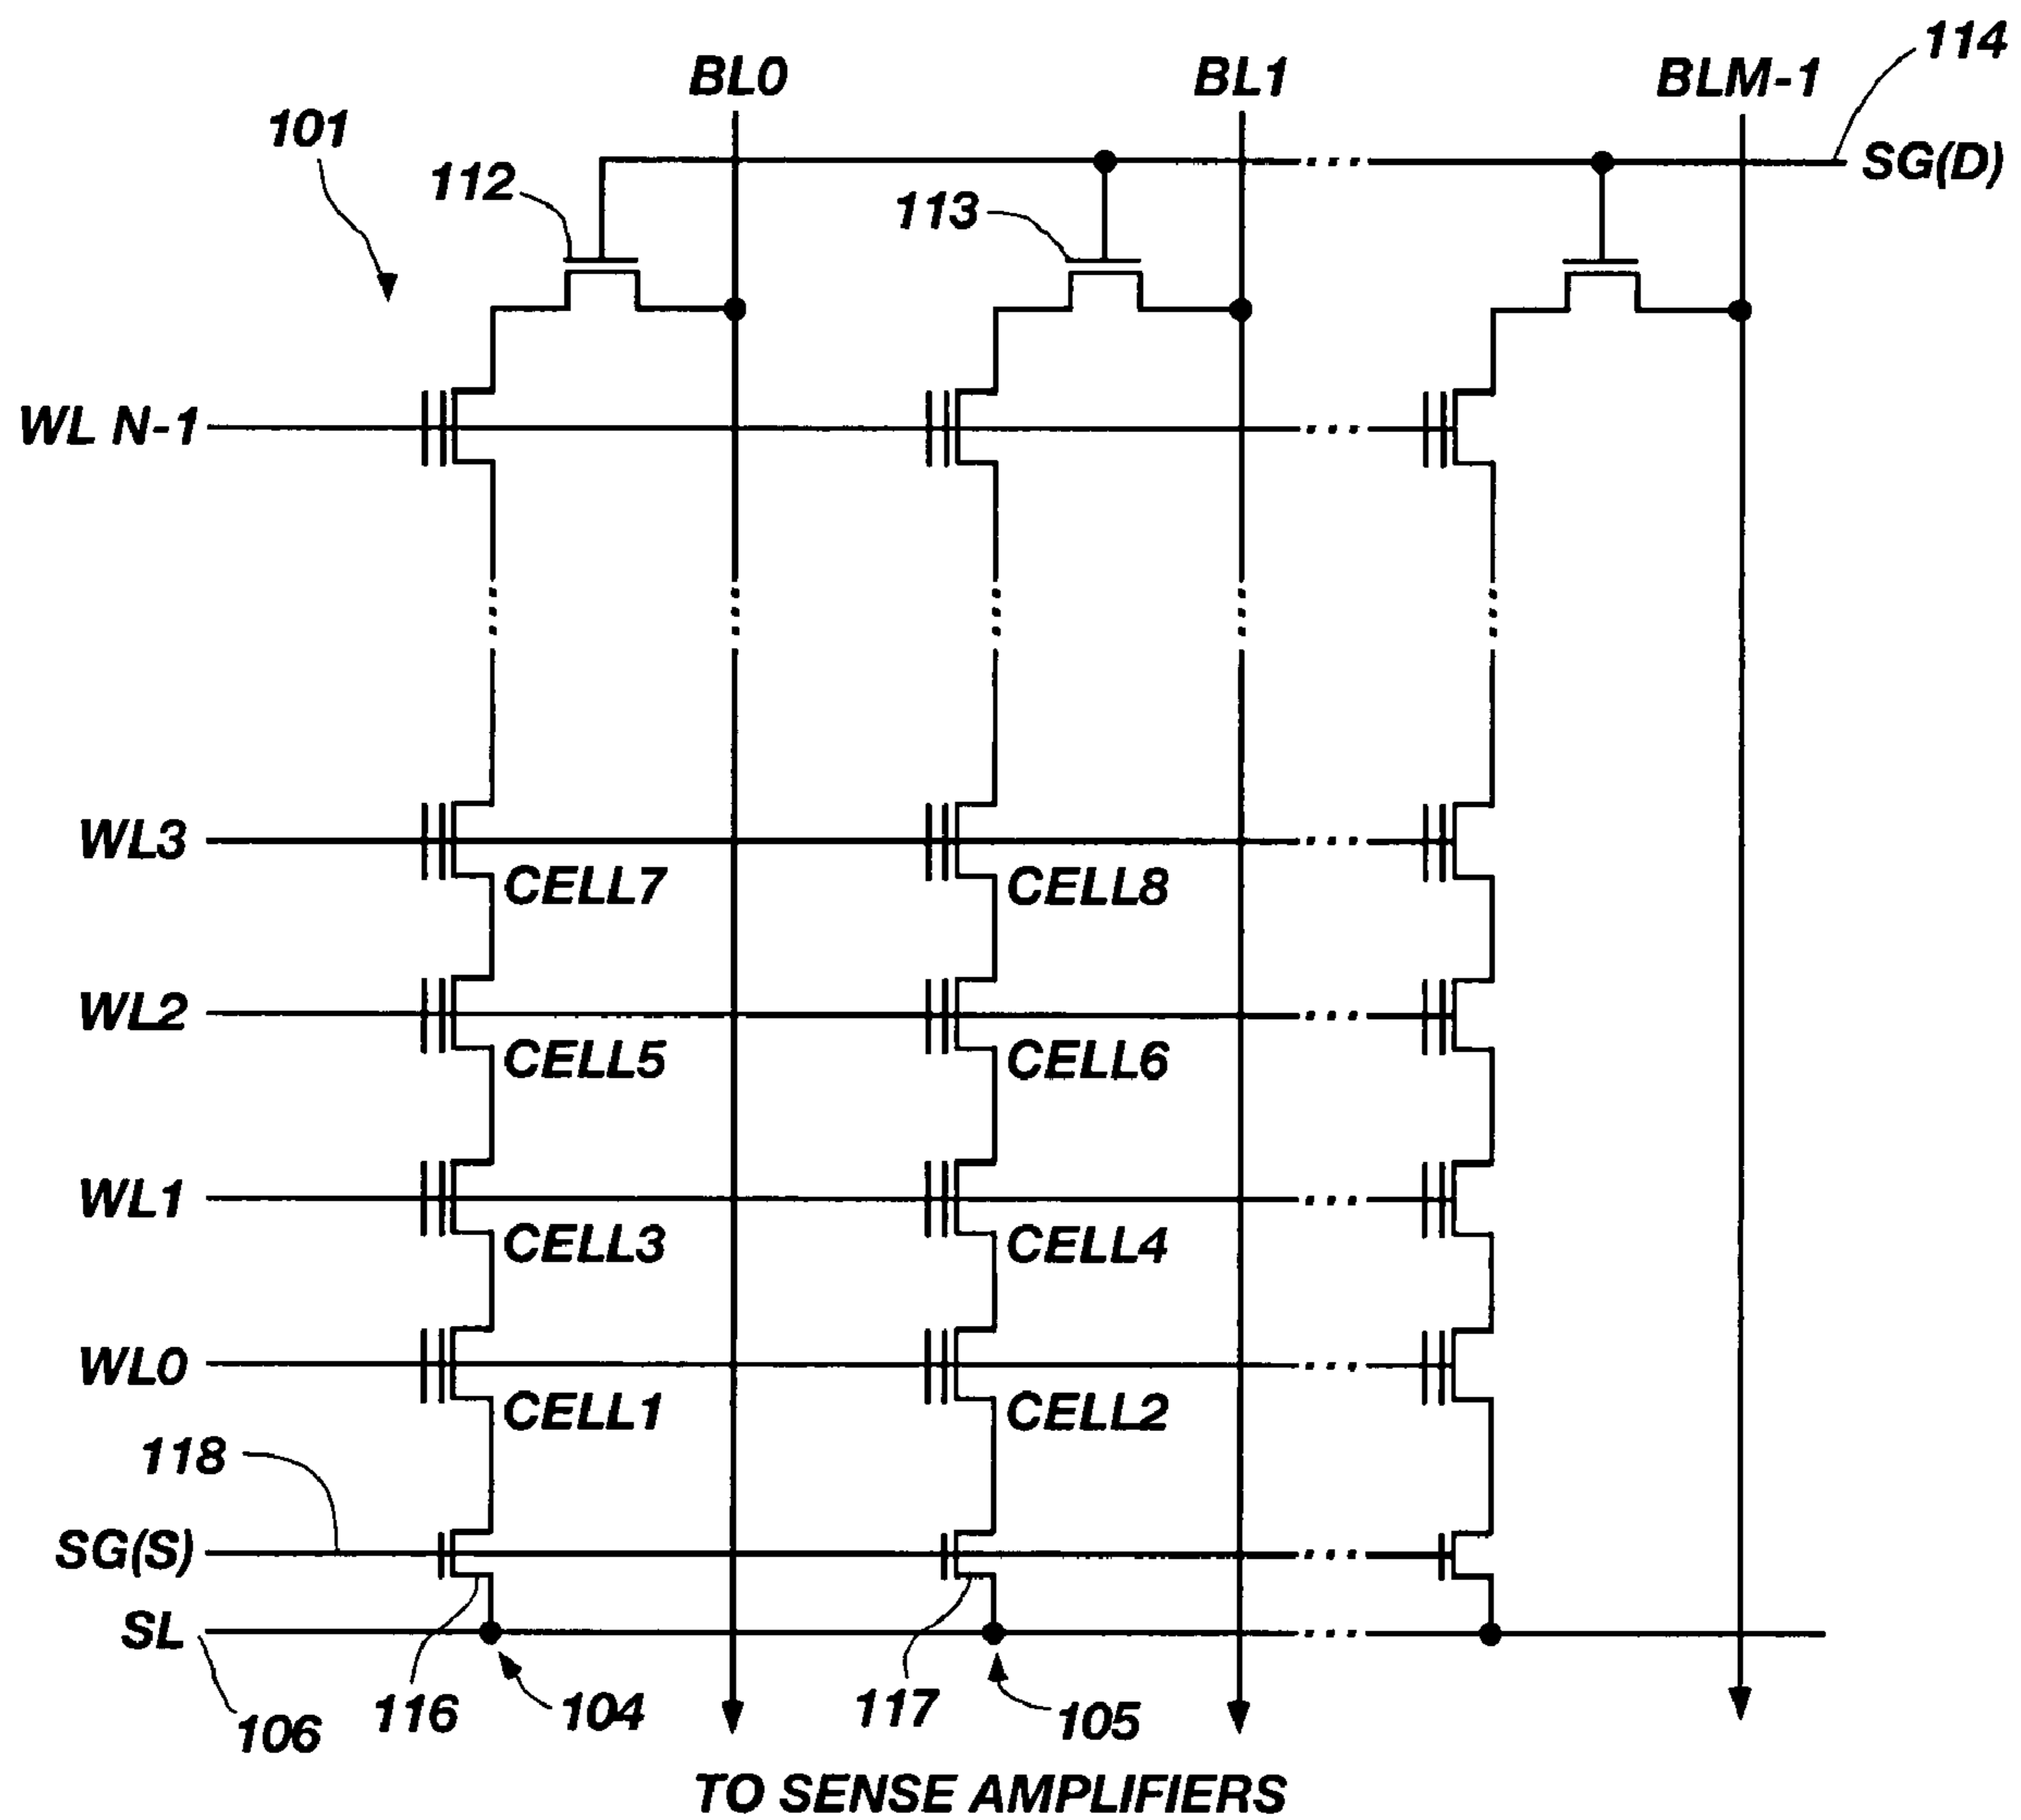 114
BL0 BL1 BLM-1
101
SG(D)
112
113
WL N-1
WL3
CELL7 CELL8
WL2
CELL5 CELL6
WL1
CELL3 CELL4
WL0
CELL1 CELL2
118
SG(S)
SL
116 104 117 105
106
TO SENSE AMPLIFIERS